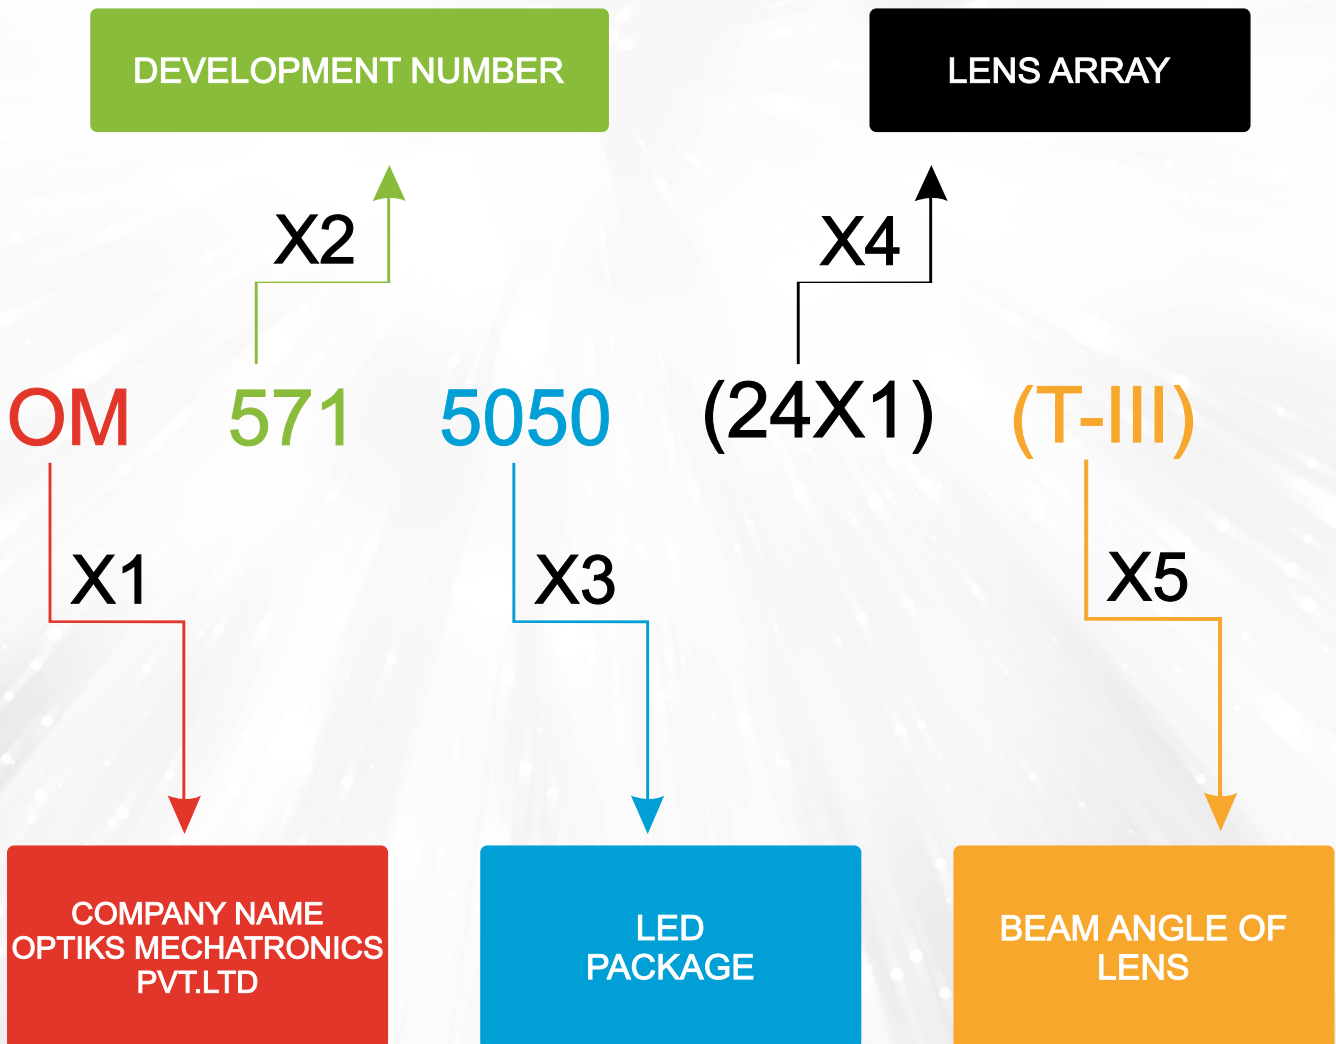 DEVELOPMENT NUMBER
LENS ARRAY
X2
X4
OM 571 5050 (24X1) (T-III)
X1
X3
X5
COMPANY NAME
OPTIKS MECHATRONICS
PVT.LTD
LED
PACKAGE
BEAM ANGLE OF
LENS